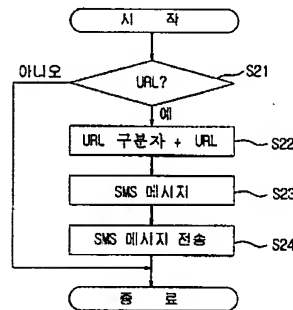 시 작
아니오
URL?
S21
예
URL 구분자 + URL
S22
SMS 메시지
S23
SMS 메시지 전송
S24
종 료